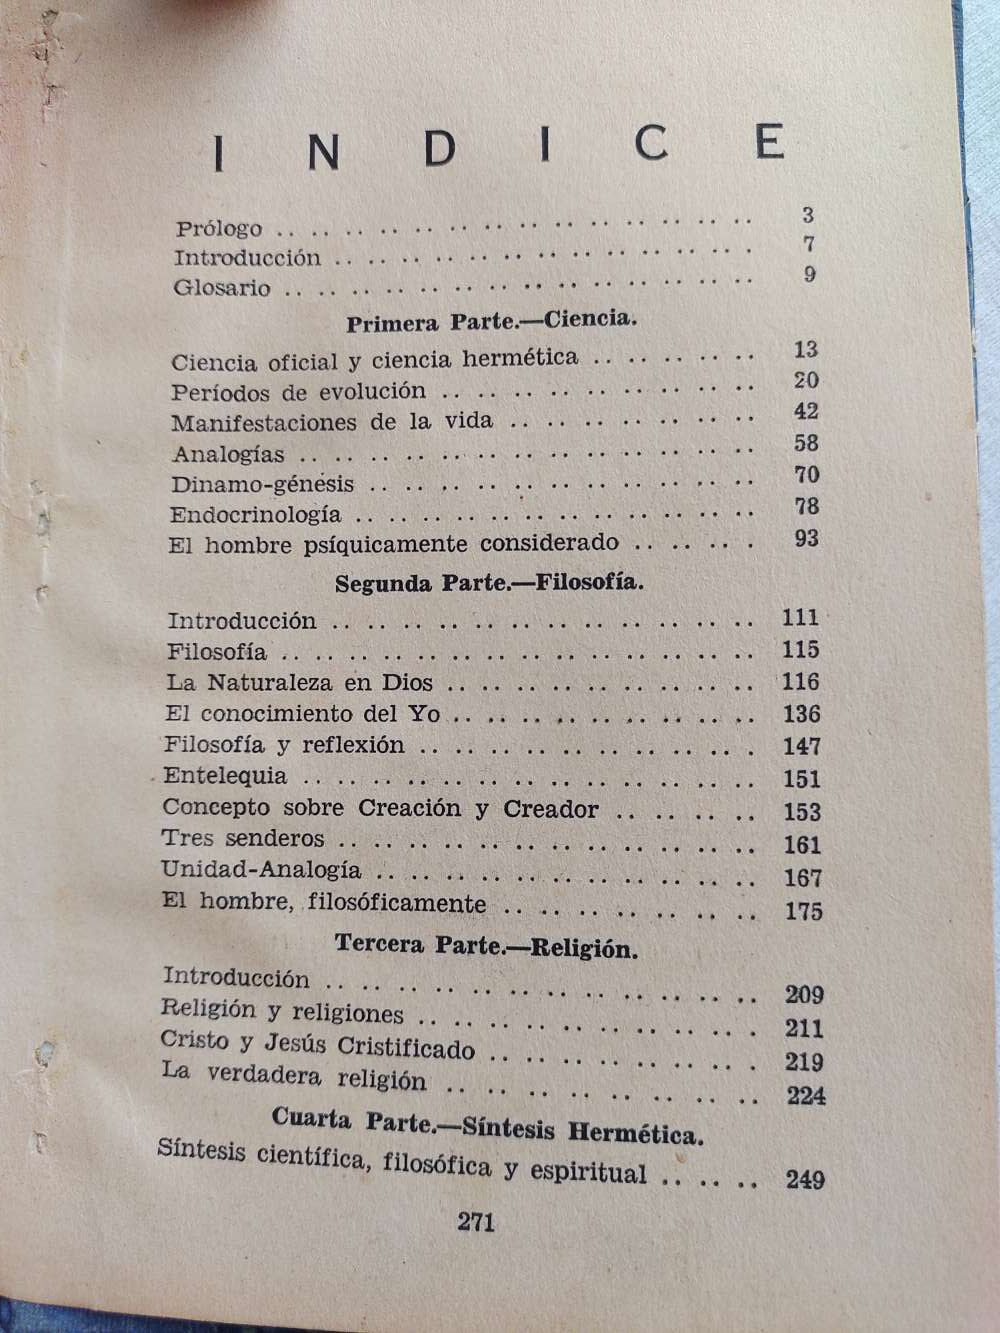 INDICE
Prólogo .. .. .. .. .. .. .. .. .. .. .. .. .. .. 3
Introducción .. .. .. .. .. .. .. .. .. .. .. .. . 7
Glosario .. .. .. .. .. .. .. .. .. .. .. .. .. .. 9
Primera Parte.—Ciencia.
Ciencia oficial y ciencia hermética .. .. .. .. .. 13
Períodos de evolución .. .. .. .. .. .. .. .. .. 20
Manifestaciones de la vida .. .. .. .. .. .. .. 42
Analogías .. .. .. .. .. .. .. .. .. .. .. .. .. 58
Dinamo-génesis .. .. .. .. .. .. .. .. .. .. .. 70
Endocrinología .. .. .. .. .. .. .. .. .. .. .. .. 78
El hombre psíquicamente considerado .. .. .. . 93
Segunda Parte.—Filosofía.
Introducción .. .. .. .. .. .. .. .. .. .. .. .. 111
Filosofía .. .. .. .. .. .. .. .. .. .. .. .. .. .. 115
La Naturaleza en Dios .. .. .. .. .. .. .. .. .. 116
El conocimiento del Yo .. .. .. .. .. .. .. .. .. 136
Filosofía y reflexión .. .. .. .. .. .. .. .. .. . 147
Entelequia .. .. .. .. .. .. .. .. .. .. .. .. .. 151
Concepto sobre Creación y Creador .. .. .. .. 153
Tres senderos .. .. .. .. .. .. .. .. .. .. .. .. 161
Unidad-Analogía .. .. .. .. .. .. .. .. .. .. .. 167
El hombre, filosóficamente .. .. .. .. .. .. .. 175
Tercera Parte.—Religión.
Introducción .. .. .. .. .. .. .. .. .. .. .. .. 209
Religión y religiones .. .. .. .. .. .. .. .. .. . 211
Cristo y Jesús Cristificado .. .. .. .. .. .. .. . 219
La verdadera religión .. .. .. .. .. .. .. .. .. 224
Cuarta Parte.—Síntesis Hermética.
Síntesis científica, filosófica y espiritual .. .. .. 249
271